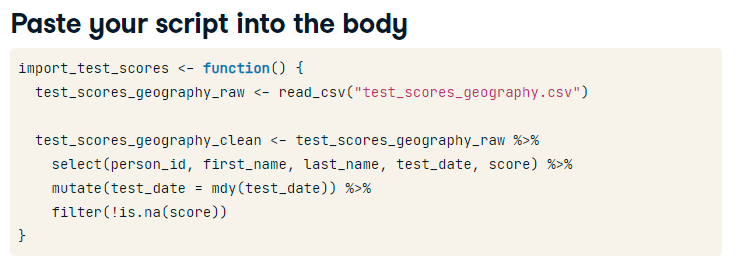 Paste your script into the body
import_test_scores <- function() {
  test_scores_geography_raw <- read_csv("test_scores_geography.csv")

  test_scores_geography_clean <- test_scores_geography_raw %>%
    select(person_id, first_name, last_name, test_date, score) %>%
    mutate(test_date = mdy(test_date)) %>%
    filter(!is.na(score))
}